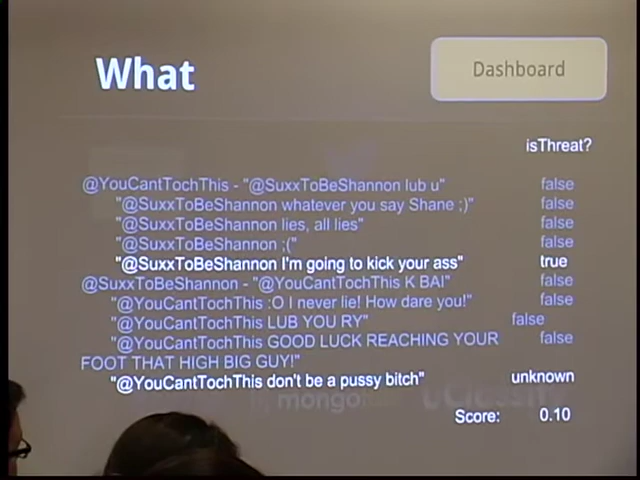 What
Dashboard
isThreat?
@YouCantTochThis - "@SuxxToBeShannon lub u" false
"@SuxxToBeShannon whatever you say Shane ;)" false
"@SuxxToBeShannon lies, all lies" false
"@SuxxToBeShannon ;(" false
"@SuxxToBeShannon I'm going to kick your ass" true
@SuxxToBeShannon - "@YouCantTochThis K BAI" false
"@YouCantTochThis :O I never lie! How dare you!" false
"@YouCantTochThis LUB YOU RY" false
"@YouCantTochThis GOOD LUCK REACHING YOUR false
FOOT THAT HIGH BIG GUY!"
"@YouCantTochThis don't be a pussy bitch" unknown
mongo
Score: 0.10